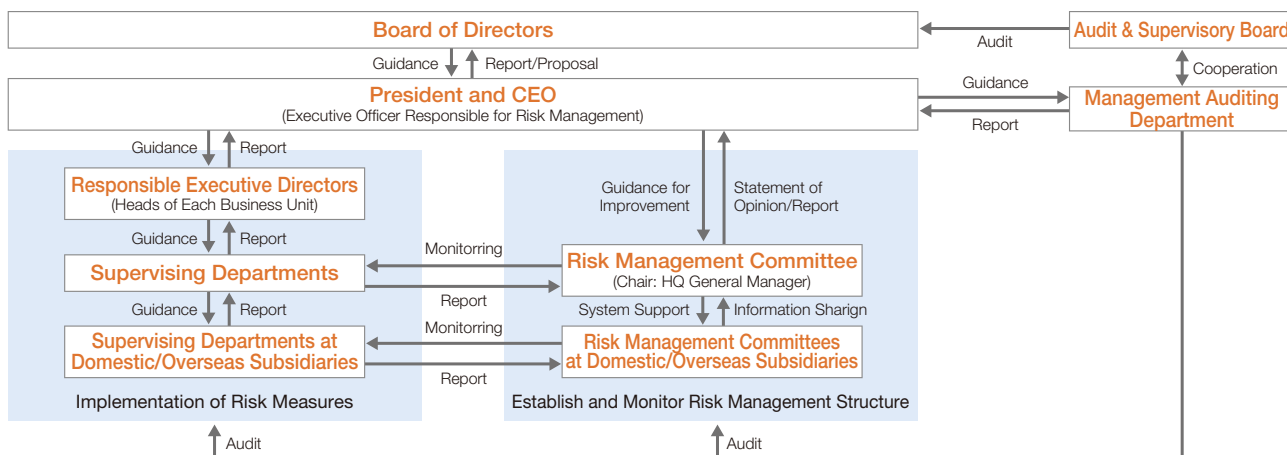 Board of Directors
Audit & Supervisory Board
Audit
Guidance
Report/Proposal
Cooperation
President and CEO
(Executive Officer Responsible for Risk Management)
Guidance
Report
Management Auditing
Department
Guidance
Report
Responsible Executive Directors
(Heads of Each Business Unit)
Guidance for
Improvement
Statement of
Opinion/Report
Guidance
Report
Monitorring
Supervising Departments
Risk Management Committee
(Chair: HQ General Manager)
Report
Guidance
Report
System Support
Information Sharign
Monitorring
Supervising Departments at
Domestic/Overseas Subsidiaries
Risk Management Committees
at Domestic/Overseas Subsidiaries
Report
Implementation of Risk Measures
Establish and Monitor Risk Management Structure
Audit
Audit